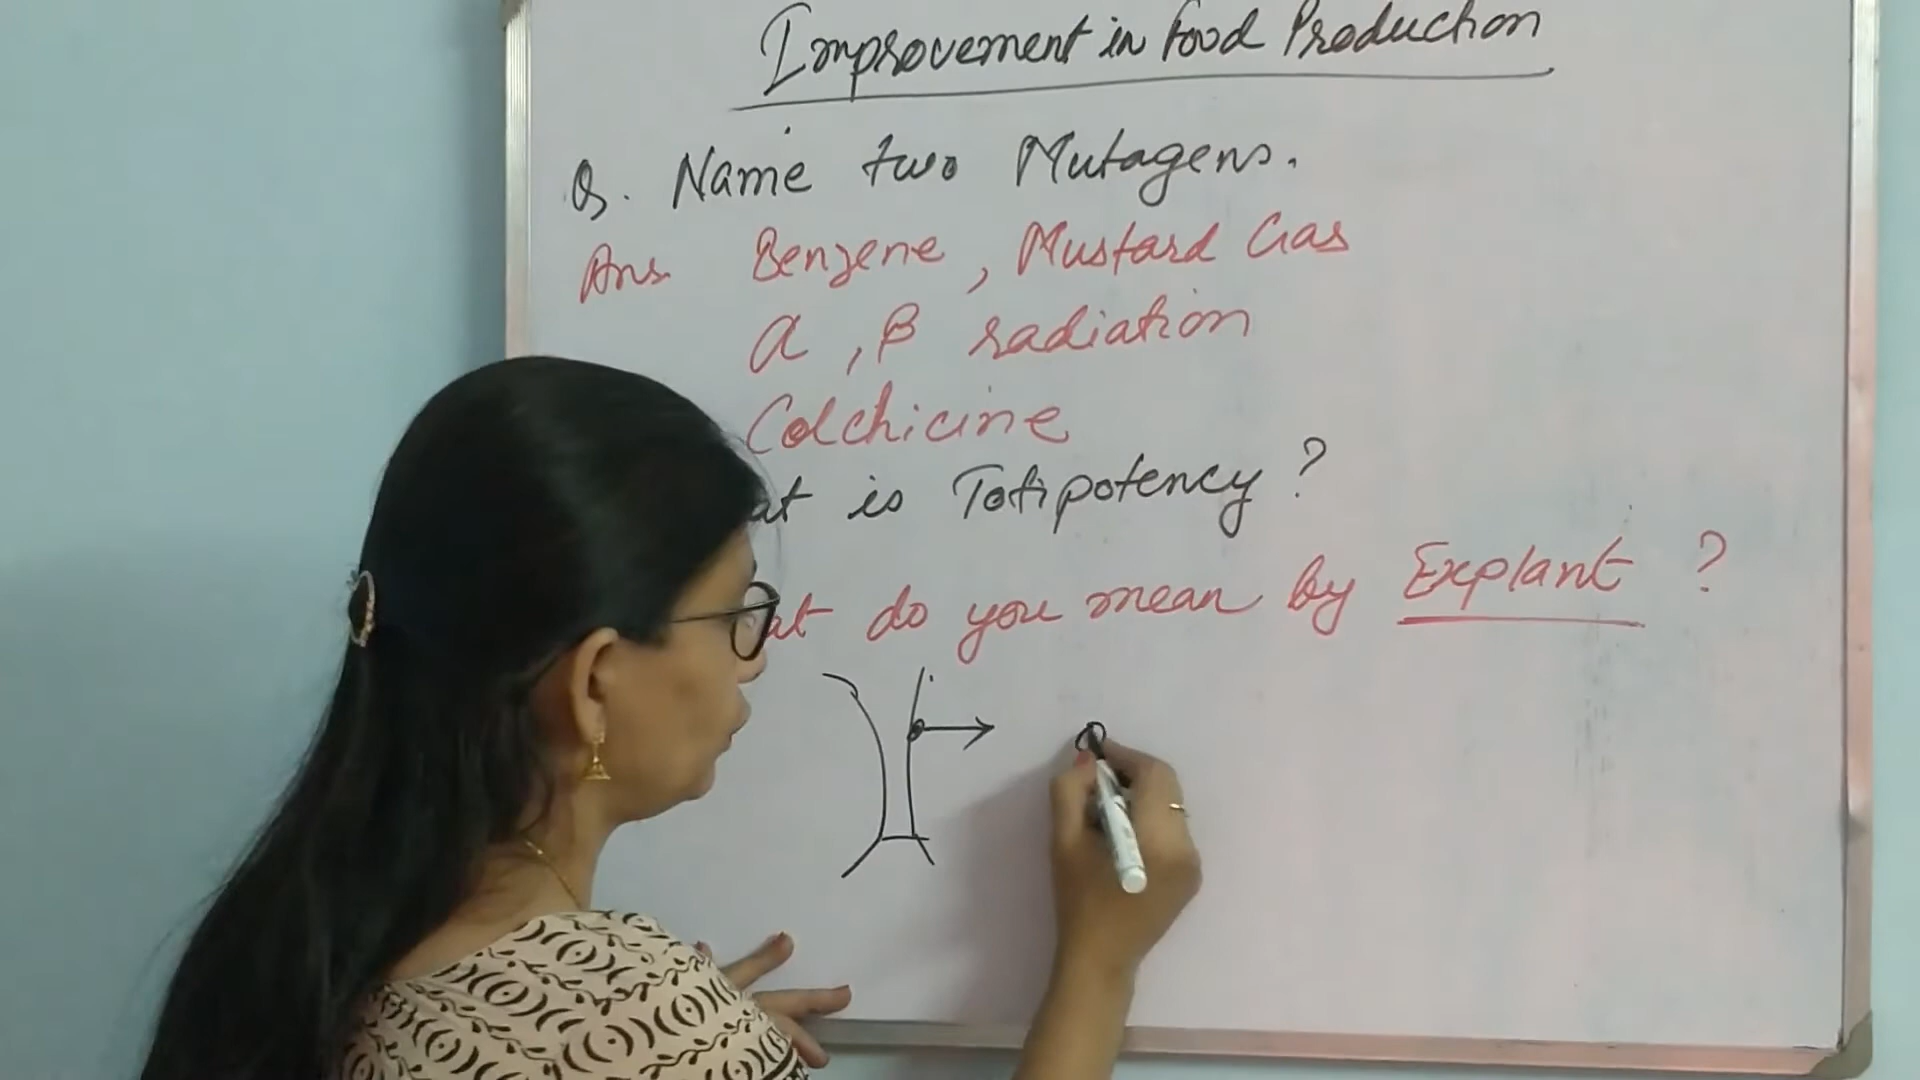 Improvement in Food Production
Q. Name two Mutagens.
Ans. Benzene, Mustard Gas
α, β radiation
Colchicine
at is Totipotency?
at do you mean by Explant?